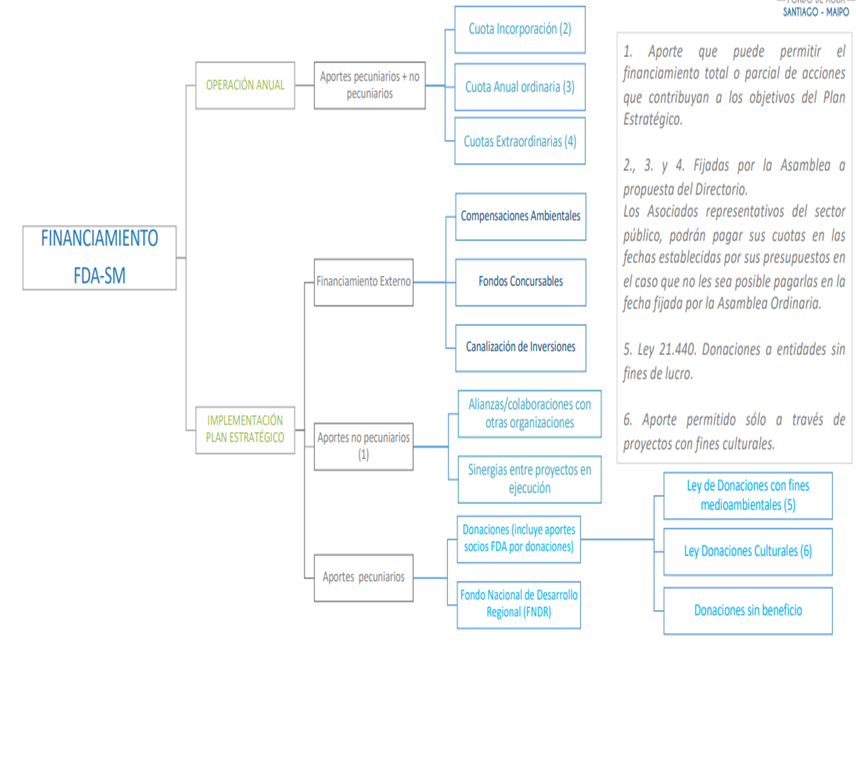 FONDO DE AGUA
SANTIAGO - MAIPO
FINANCIAMIENTO
FDA-SM
OPERACIÓN ANUAL
Aportes pecuniarios + no
pecuniarios
Cuota Incorporación (2)
Cuota Anual ordinaria (3)
Cuotas Extraordinarias (4)
IMPLEMENTACIÓN
PLAN ESTRATÉGICO
Financiamiento Externo
Compensaciones Ambientales
Fondos Concursables
Canalización de Inversiones
Aportes no pecuniarios
(1)
Alianzas/colaboraciones con
otras organizaciones
Sinergias entre proyectos en
ejecución
Aportes pecuniarios
Donaciones (incluye aportes
socios FDA por donaciones)
Fondo Nacional de Desarrollo
Regional (FNDR)
Ley de Donaciones con fines
medioambientales (5)
Ley Donaciones Culturales (6)
Donaciones sin beneficio
1. Aporte que puede permitir el
financiamiento total o parcial de acciones
que contribuyan a los objetivos del Plan
Estratégico.
2., 3. y 4. Fijadas por la Asamblea a
propuesta del Directorio.
Los Asociados representativos del sector
público, podrán pagar sus cuotas en las
fechas establecidas por sus presupuestos en
el caso que no les sea posible pagarlas en la
fecha fijada por la Asamblea Ordinaria.
5. Ley 21.440. Donaciones a entidades sin
fines de lucro.
6. Aporte permitido sólo a través de
proyectos con fines culturales.